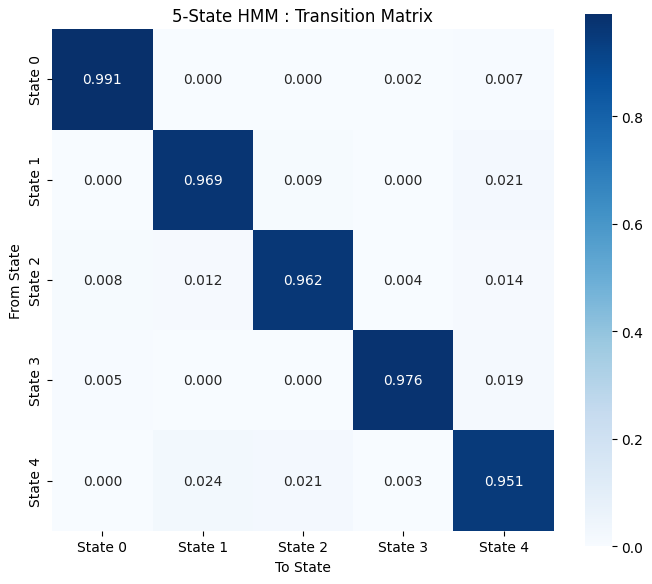 5-State HMM : Transition Matrix
State 0
0.991 0.000 0.000 0.002 0.007
State 1
0.000 0.969 0.009 0.000 0.021
State 2
0.008 0.012 0.962 0.004 0.014
State 3
0.005 0.000 0.000 0.976 0.019
State 4
0.000 0.024 0.021 0.003 0.951
From State
State 0 State 1 State 2 State 3 State 4
To State
0.8
0.6
0.4
0.2
0.0